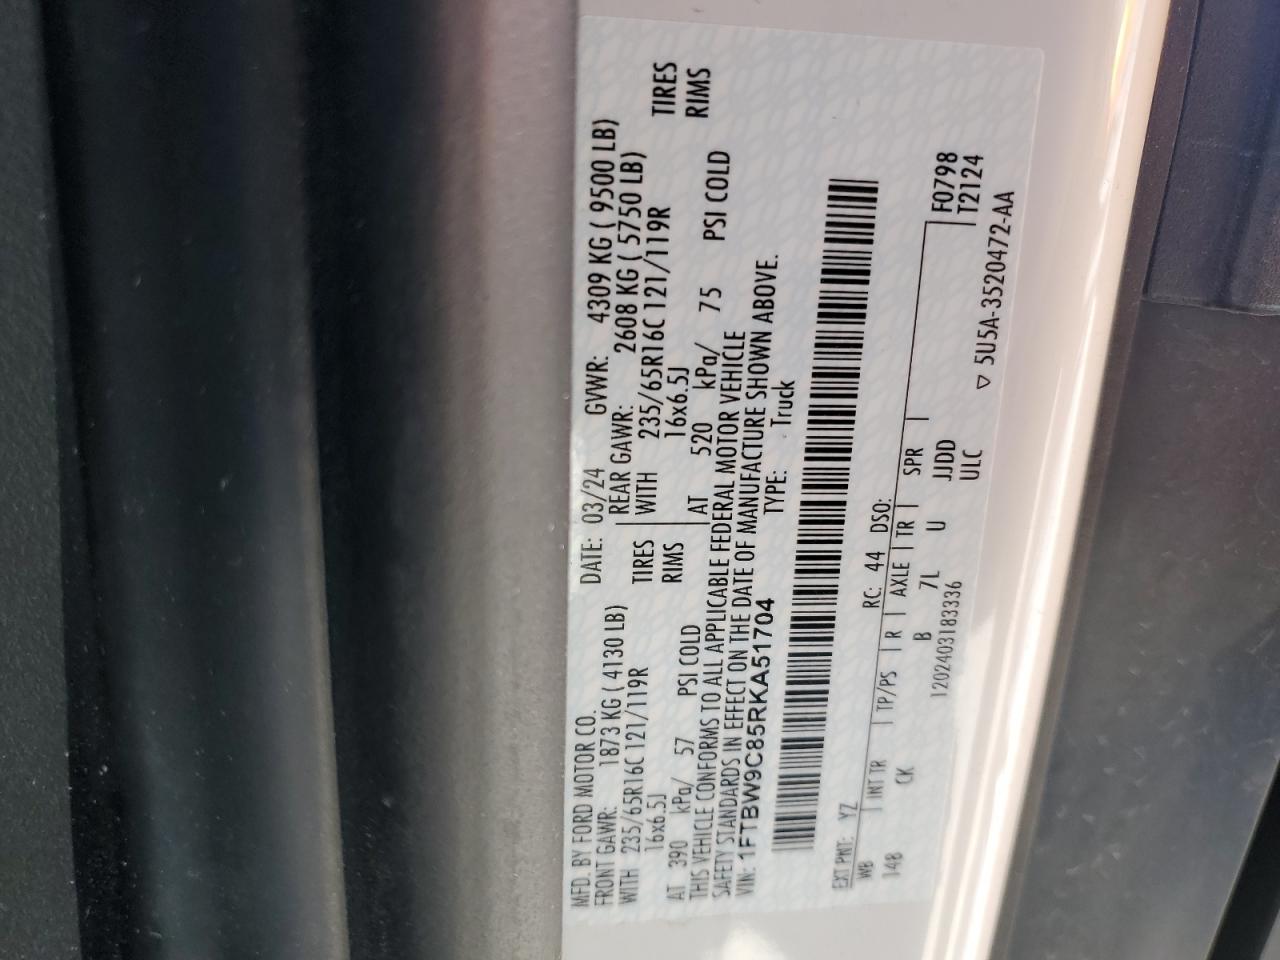 MFD. BY FORD MOTOR CO. DATE: 03/24 GVWR: 4309 KG ( 9500 LB)
FRONT GAWR: 1873 KG ( 4130 LB) REAR GAWR: 2608 KG ( 5750 LB)
WITH 235/65R16C 121/119R TIRES WITH 235/65R16C 121/119R TIRES
16x6.5J RIMS 16x6.5J RIMS
AT 390 kPa/ 57 PSI COLD AT 520 kPa/ 75 PSI COLD
THIS VEHICLE CONFORMS TO ALL APPLICABLE FEDERAL MOTOR VEHICLE
SAFETY STANDARDS IN EFFECT ON THE DATE OF MANUFACTURE SHOWN ABOVE.
VIN: 1FTBW9C85RKA51704 TYPE: Truck
EXT PNT: YZ RC: 44 DSO:
WB INT TR TP/PS R AXLE TR SPR F0798
148 CK B 7L U JJDD T2124
1202403183336 ULC
▽ 5U5A-3520472-AA